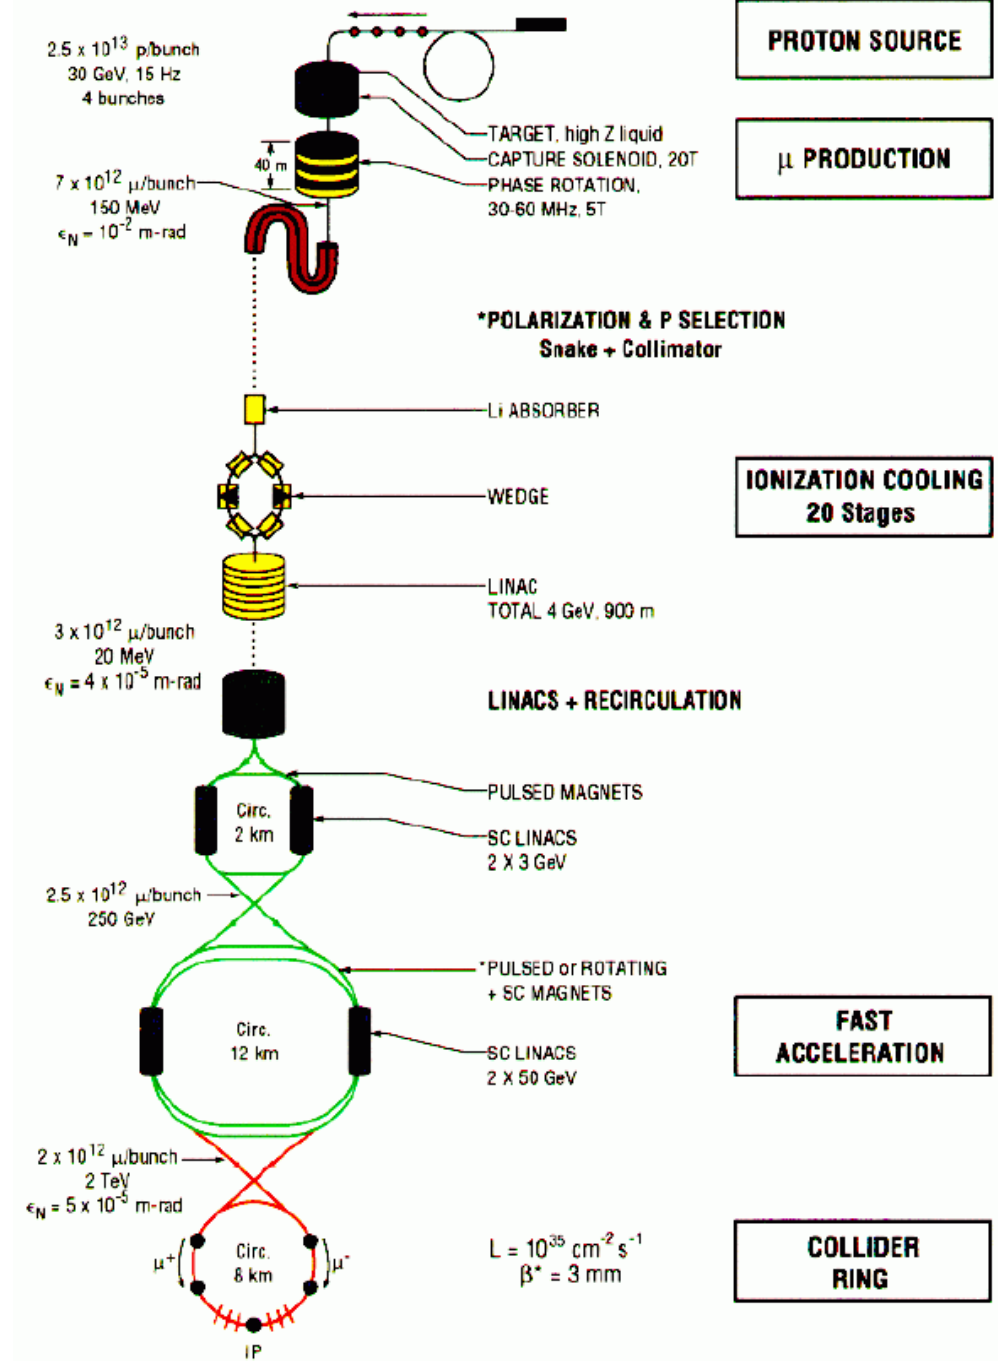 PROTON SOURCE
2.5 x 10¹³ p/bunch
30 GeV, 15 Hz
4 bunches
TARGET, high Z liquid
CAPTURE SOLENOID, 20T
PHASE ROTATION,
30-60 MHz, 5T
μ PRODUCTION
40 m
7 x 10¹² μ/bunch
150 MeV
ϵN = 10⁻² m-rad
*POLARIZATION & P SELECTION
Snake + Collimator
Li ABSORBER
WEDGE
IONIZATION COOLING
20 Stages
LINAC
TOTAL 4 GeV, 900 m
3 x 10¹² μ/bunch
20 MeV
ϵN = 4 x 10⁻⁵ m-rad
LINACS + RECIRCULATION
PULSED MAGNETS
Circ.
2 km
SC LINACS
2 X 3 GeV
2.5 x 10¹² μ/bunch
250 GeV
*PULSED or ROTATING
+ SC MAGNETS
Circ.
12 km
SC LINACS
2 X 50 GeV
FAST
ACCELERATION
2 x 10¹² μ/bunch
2 TeV
ϵN = 5 x 10⁻⁵ m-rad
μ⁺
Circ.
8 km
μ⁻
L = 10³⁵ cm⁻² s⁻¹
β* = 3 mm
COLLIDER
RING
IP